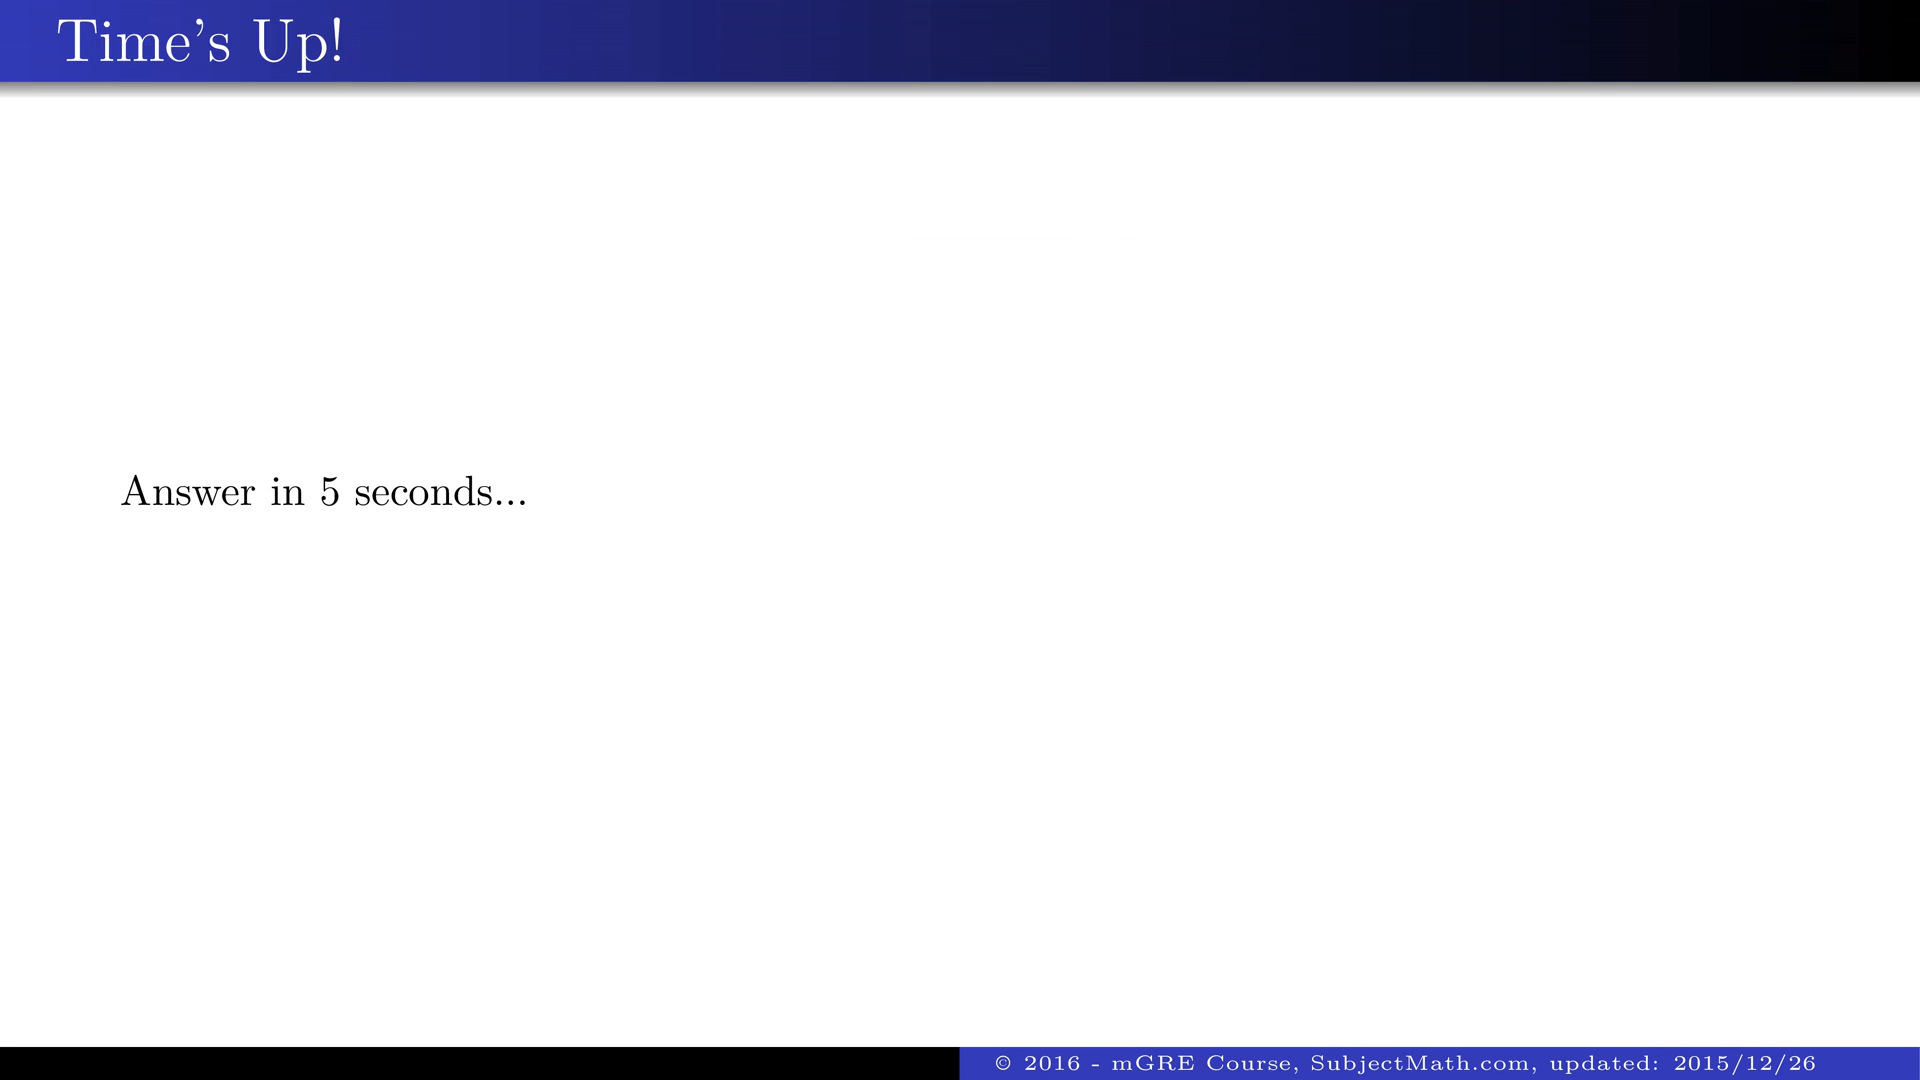 Time's Up!
Answer in 5 seconds...
© 2016 - mGRE Course, SubjectMath.com, updated: 2015/12/26